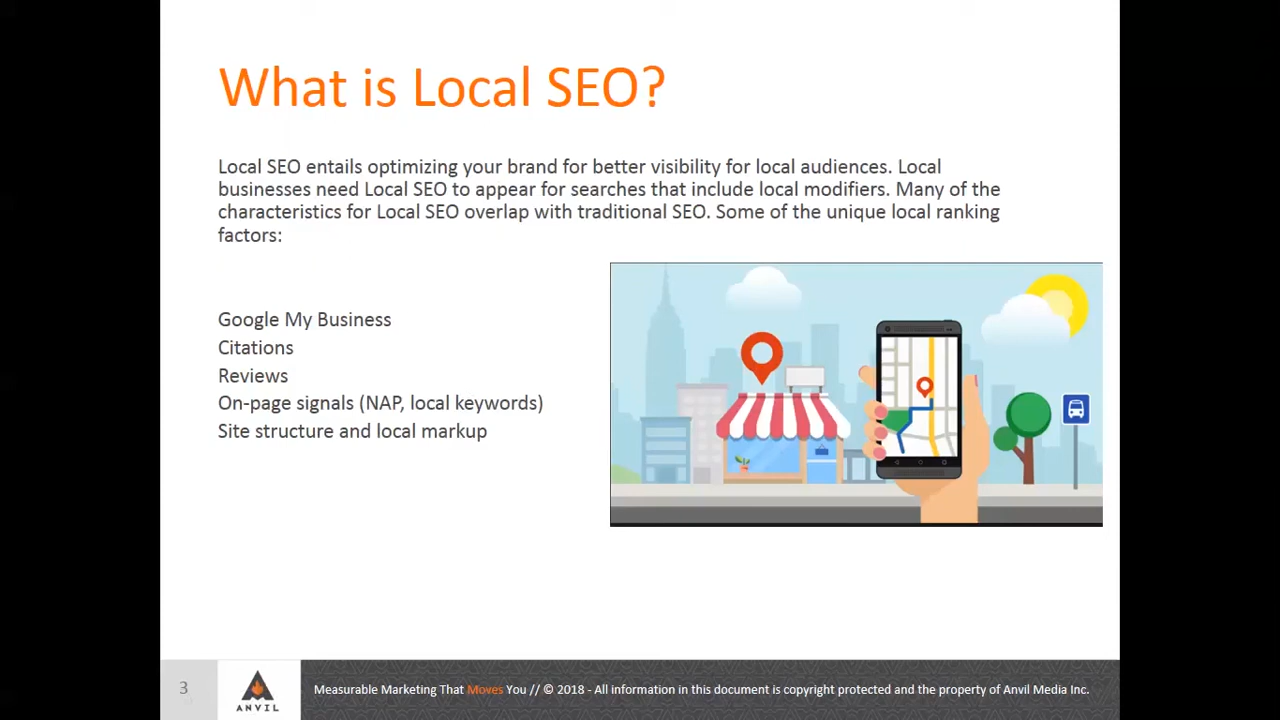 What is Local SEO?
Local SEO entails optimizing your brand for better visibility for local audiences. Local
businesses need Local SEO to appear for searches that include local modifiers. Many of the
characteristics for Local SEO overlap with traditional SEO. Some of the unique local ranking
factors:
Google My Business
Citations
Reviews
On-page signals (NAP, local keywords)
Site structure and local markup
3
ANVIL
Measurable Marketing That Moves You // © 2018 - All information in this document is copyright protected and the property of Anvil Media Inc.